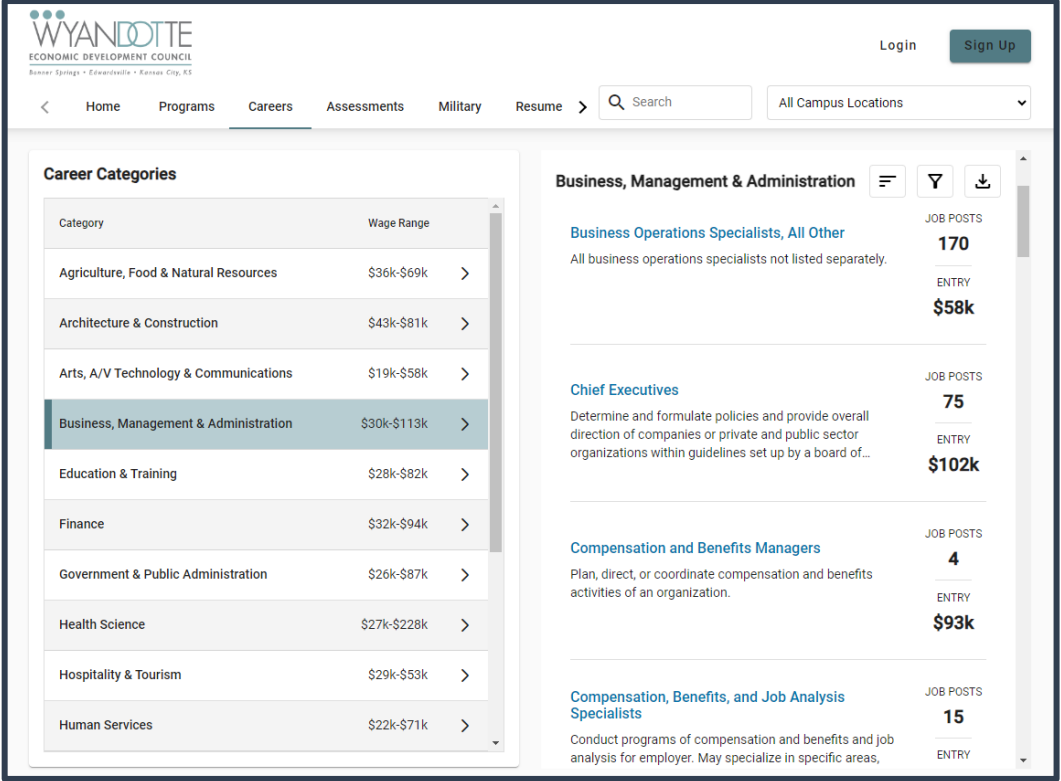 WYANDOTTE
ECONOMIC DEVELOPMENT COUNCIL
Bonner Springs • Edwardsville • Kansas City, KS
Login
Sign Up
Home
Programs
Careers
Assessments
Military
Resume
Search
All Campus Locations
Career Categories
Category Wage Range
Agriculture, Food & Natural Resources $36k-$69k
Architecture & Construction $43k-$81k
Arts, A/V Technology & Communications $19k-$58k
Business, Management & Administration $30k-$113k
Education & Training $28k-$82k
Finance $32k-$94k
Government & Public Administration $26k-$87k
Health Science $27k-$228k
Hospitality & Tourism $29k-$53k
Human Services $22k-$71k
Business, Management & Administration
Business Operations Specialists, All Other
All business operations specialists not listed separately.
JOB POSTS
170
ENTRY
$58k
Chief Executives
Determine and formulate policies and provide overall
direction of companies or private and public sector
organizations within guidelines set up by a board of...
JOB POSTS
75
ENTRY
$102k
Compensation and Benefits Managers
Plan, direct, or coordinate compensation and benefits
activities of an organization.
JOB POSTS
4
ENTRY
$93k
Compensation, Benefits, and Job Analysis
Specialists
Conduct programs of compensation and benefits and job
analysis for employer. May specialize in specific areas,
JOB POSTS
15
ENTRY